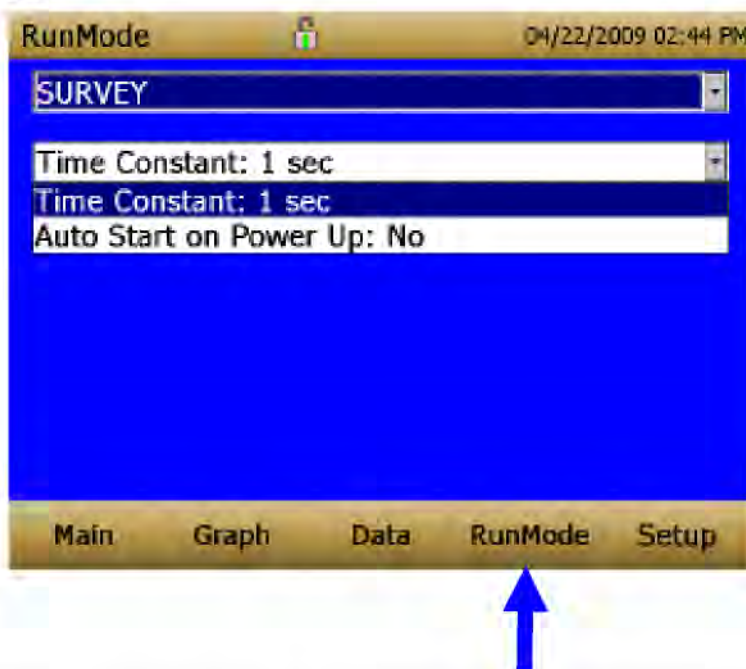 RunMode 04/22/2009 02:44 PM
SURVEY
Time Constant: 1 sec
Time Constant: 1 sec
Auto Start on Power Up: No
Main Graph Data RunMode Setup